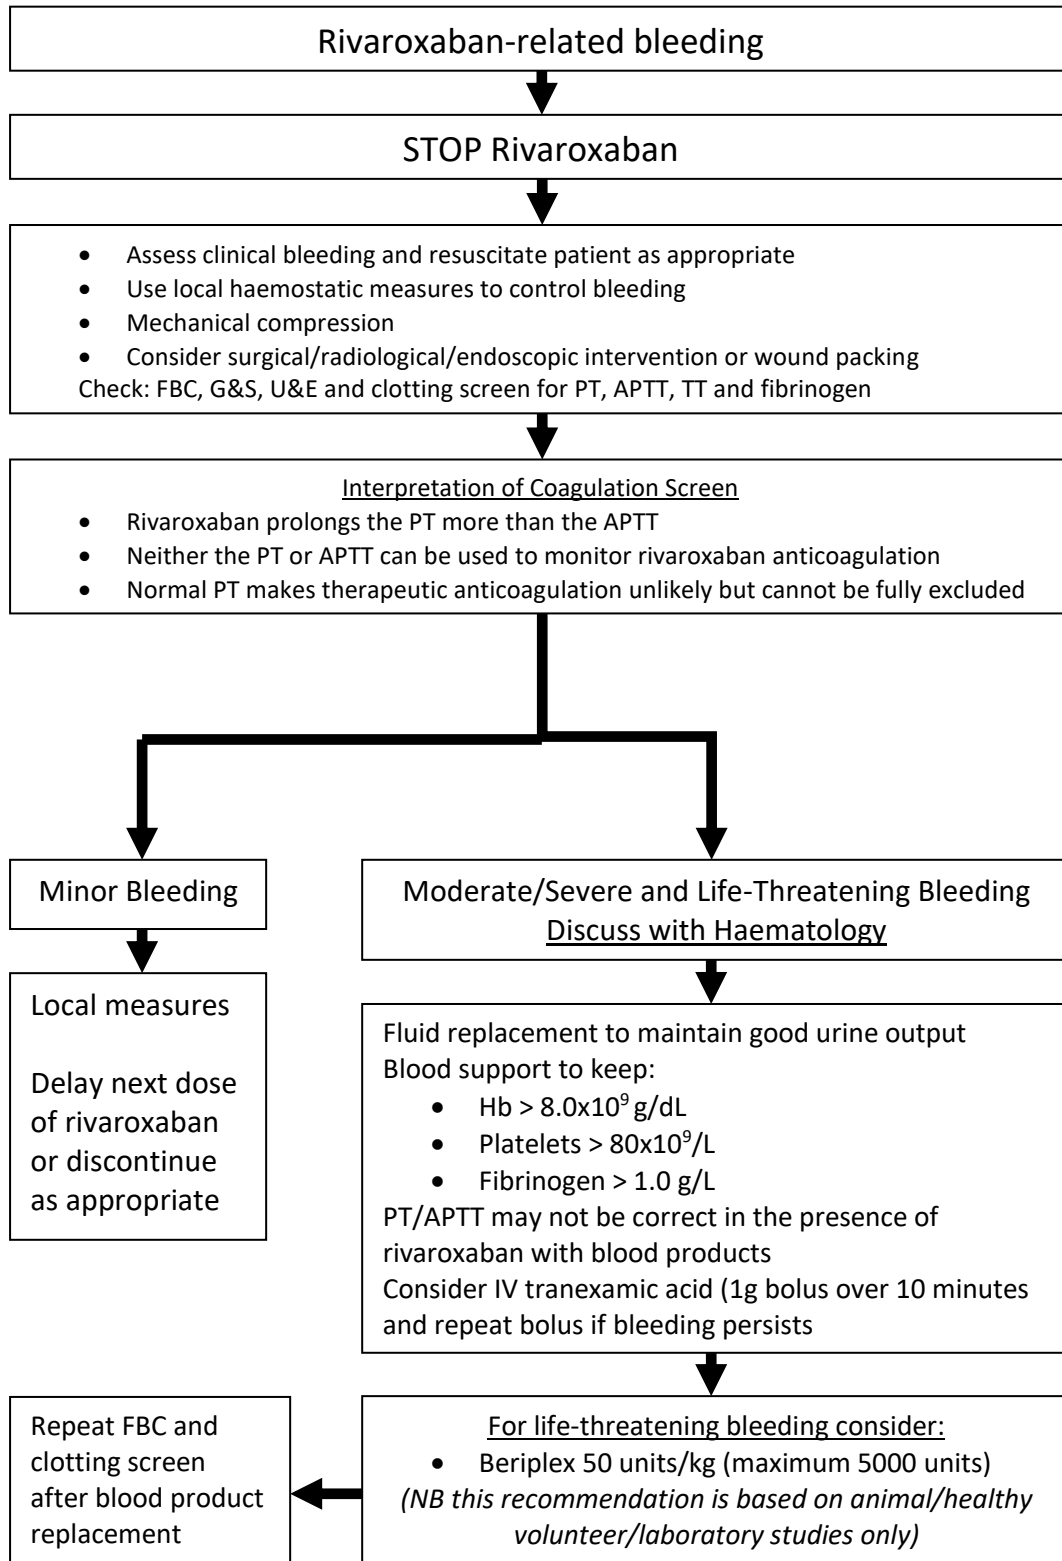 Rivaroxaban-related bleeding
STOP Rivaroxaban
• Assess clinical bleeding and resuscitate patient as appropriate
• Use local haemostatic measures to control bleeding
• Mechanical compression
• Consider surgical/radiological/endoscopic intervention or wound packing
Check: FBC, G&S, U&E and clotting screen for PT, APTT, TT and fibrinogen
Interpretation of Coagulation Screen
• Rivaroxaban prolongs the PT more than the APTT
• Neither the PT or APTT can be used to monitor rivaroxaban anticoagulation
• Normal PT makes therapeutic anticoagulation unlikely but cannot be fully excluded
Minor Bleeding
Local measures
Delay next dose
of rivaroxaban
or discontinue
as appropriate
Moderate/Severe and Life-Threatening Bleeding
Discuss with Haematology
Fluid replacement to maintain good urine output
Blood support to keep:
• Hb > 8.0x10⁹ g/dL
• Platelets > 80x10⁹/L
• Fibrinogen > 1.0 g/L
PT/APTT may not be correct in the presence of
rivaroxaban with blood products
Consider IV tranexamic acid (1g bolus over 10 minutes
and repeat bolus if bleeding persists
For life-threatening bleeding consider:
• Beriplex 50 units/kg (maximum 5000 units)
(NB this recommendation is based on animal/healthy
volunteer/laboratory studies only)
Repeat FBC and
clotting screen
after blood product
replacement